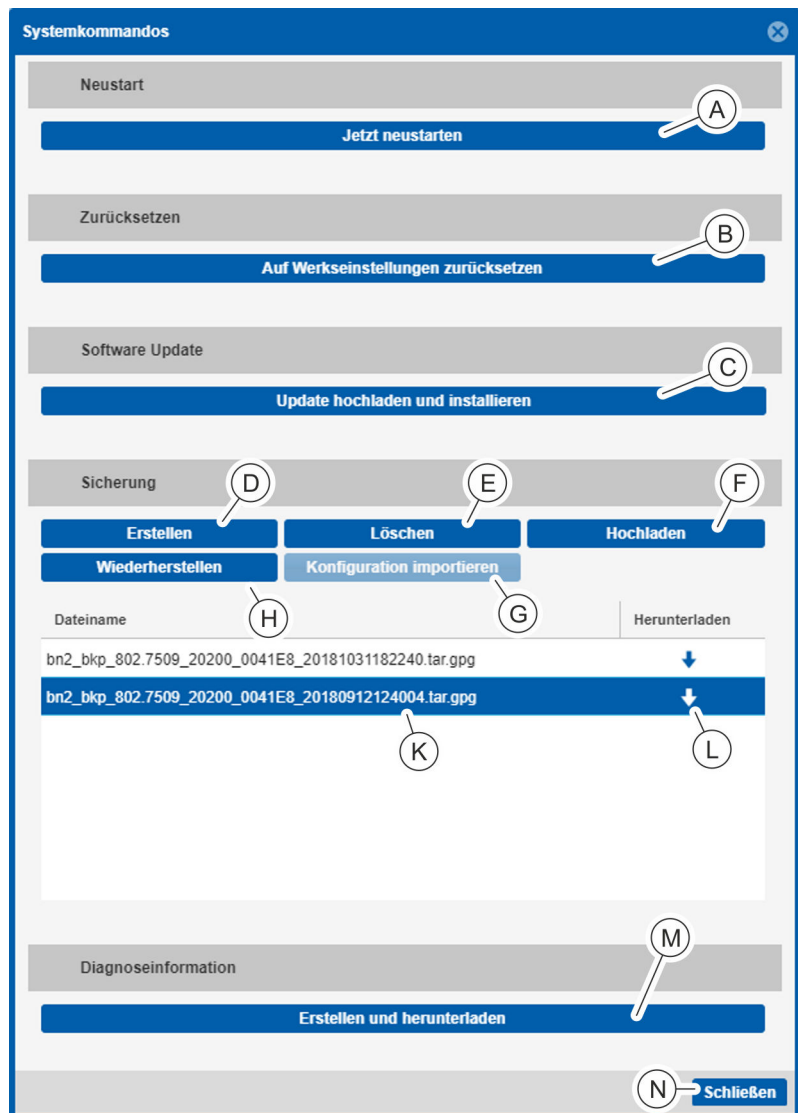 Systemkommandos
Neustart
A
Jetzt neustarten
Zurücksetzen
B
Auf Werkseinstellungen zurücksetzen
Software Update
C
Update hochladen und installieren
Sicherung
D
E
F
Erstellen Löschen Hochladen
Wiederherstellen Konfiguration importieren
H
G
Dateiname Herunterladen
bn2_bkp_802.7509_20200_0041E8_20181031182240.tar.gpg
bn2_bkp_802.7509_20200_0041E8_20180912124004.tar.gpg
K
L
M
Diagnoseinformation
Erstellen und herunterladen
N
Schließen